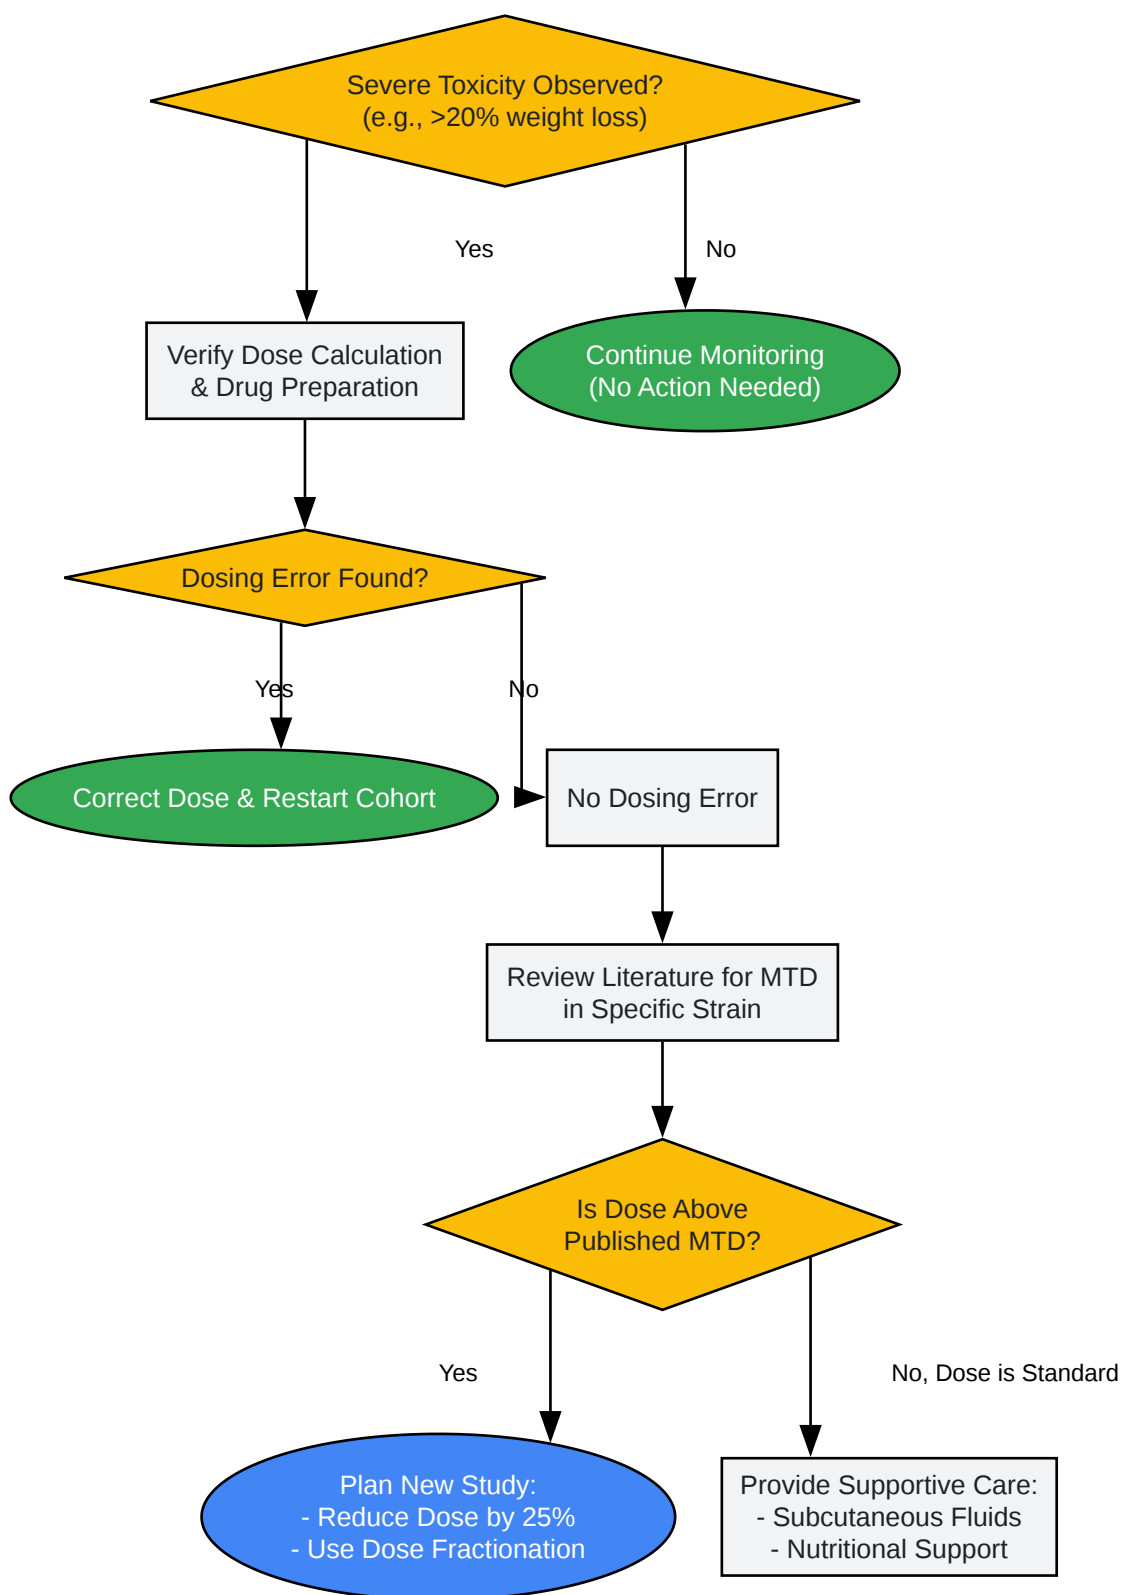 Severe Toxicity Observed?
(e.g., >20% weight loss)
Yes
No
Verify Dose Calculation
& Drug Preparation
Continue Monitoring
(No Action Needed)
Dosing Error Found?
Yes
No
Correct Dose & Restart Cohort
No Dosing Error
Review Literature for MTD
in Specific Strain
Is Dose Above
Published MTD?
Yes
No, Dose is Standard
Plan New Study:
- Reduce Dose by 25%
- Use Dose Fractionation
Provide Supportive Care:
- Subcutaneous Fluids
- Nutritional Support